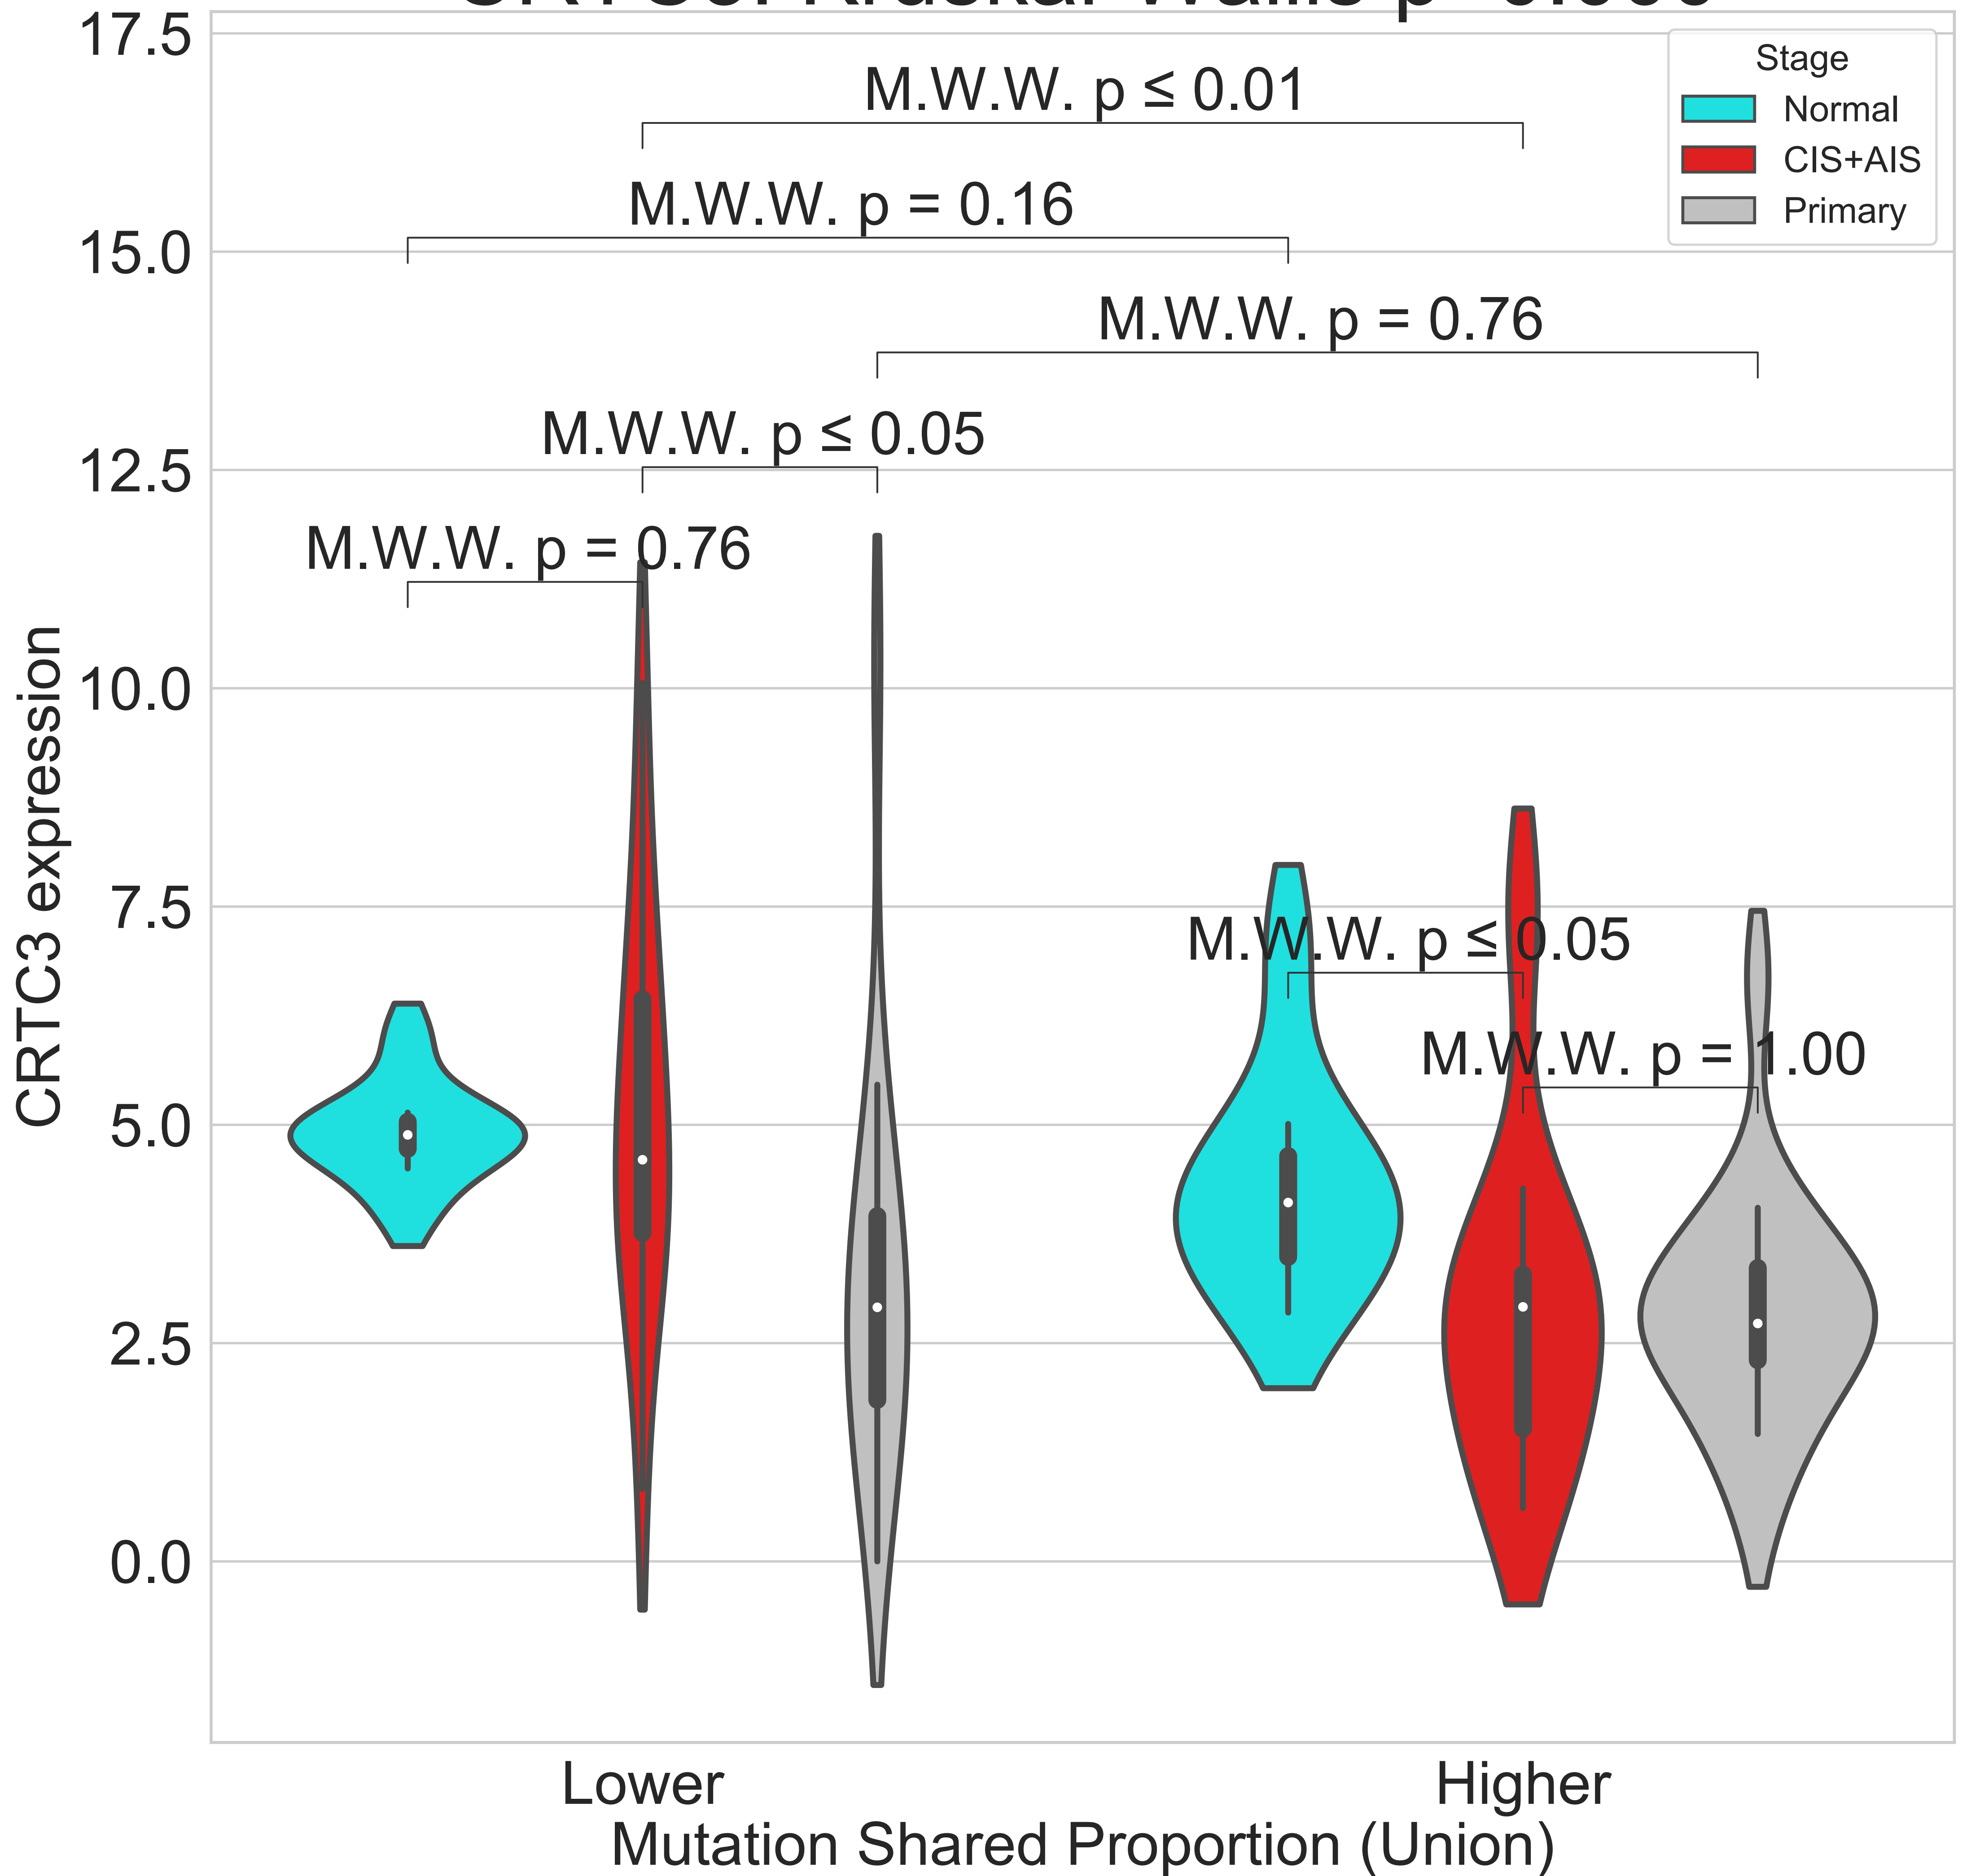 17.5
15.0
12.5
10.0
7.5
5.0
2.5
0.0
CRTC3 expression
M.W.W. p ≤ 0.01
M.W.W. p = 0.16
M.W.W. p = 0.76
M.W.W. p ≤ 0.05
M.W.W. p = 0.76
M.W.W. p ≤ 0.05
M.W.W. p = 1.00
Stage
Normal
CIS+AIS
Primary
Lower
Higher
Mutation Shared Proportion (Union)